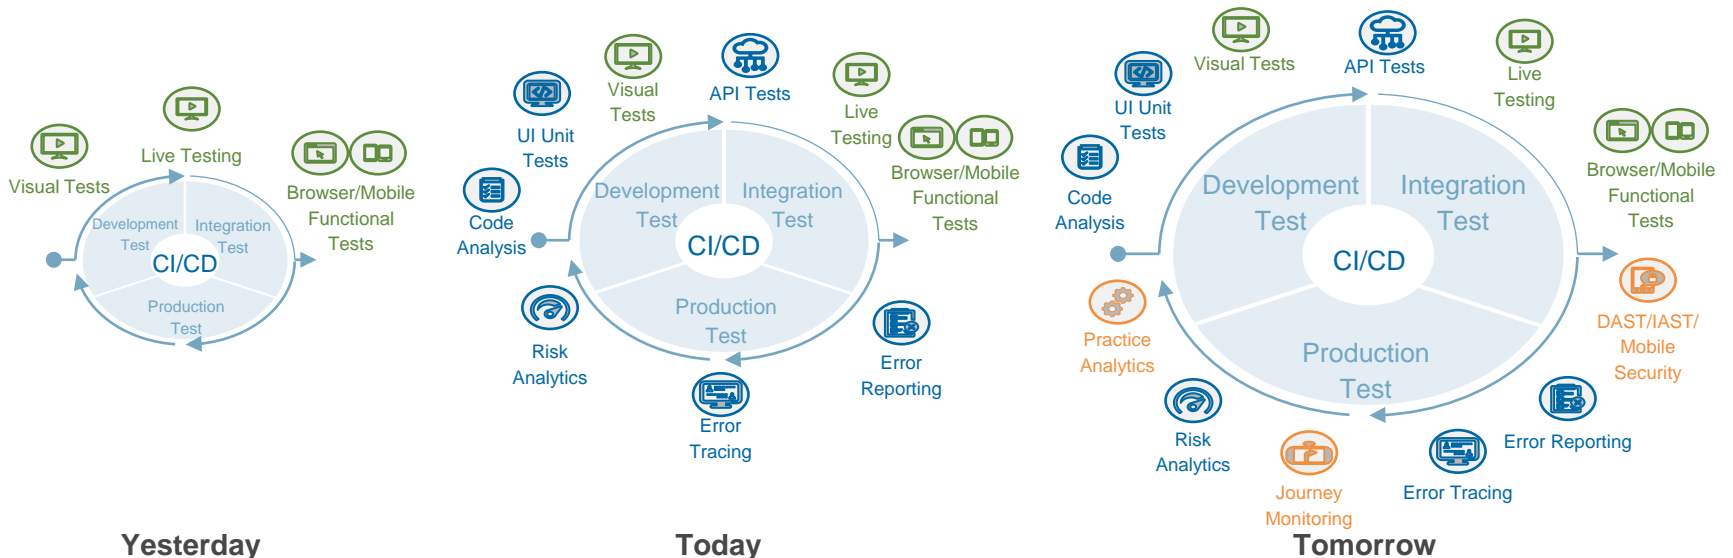 Visual Tests
Live Testing
Browser/Mobile
Functional
Tests
Development
Test
Integration
Test
CI/CD
Production
Test
Yesterday
Code
Analysis
UI Unit
Tests
Visual
Tests
API Tests
Live
Testing
Browser/Mobile
Functional
Tests
Development
Test
Integration
Test
CI/CD
Production
Test
Risk
Analytics
Error
Tracing
Error
Reporting
Today
Code
Analysis
UI Unit
Tests
Visual Tests
API Tests
Live
Testing
Browser/Mobile
Functional
Tests
Development
Test
Integration
Test
CI/CD
Production
Test
Practice
Analytics
Risk
Analytics
Journey
Monitoring
Error Tracing
Error Reporting
DAST/IAST/
Mobile
Security
Tomorrow